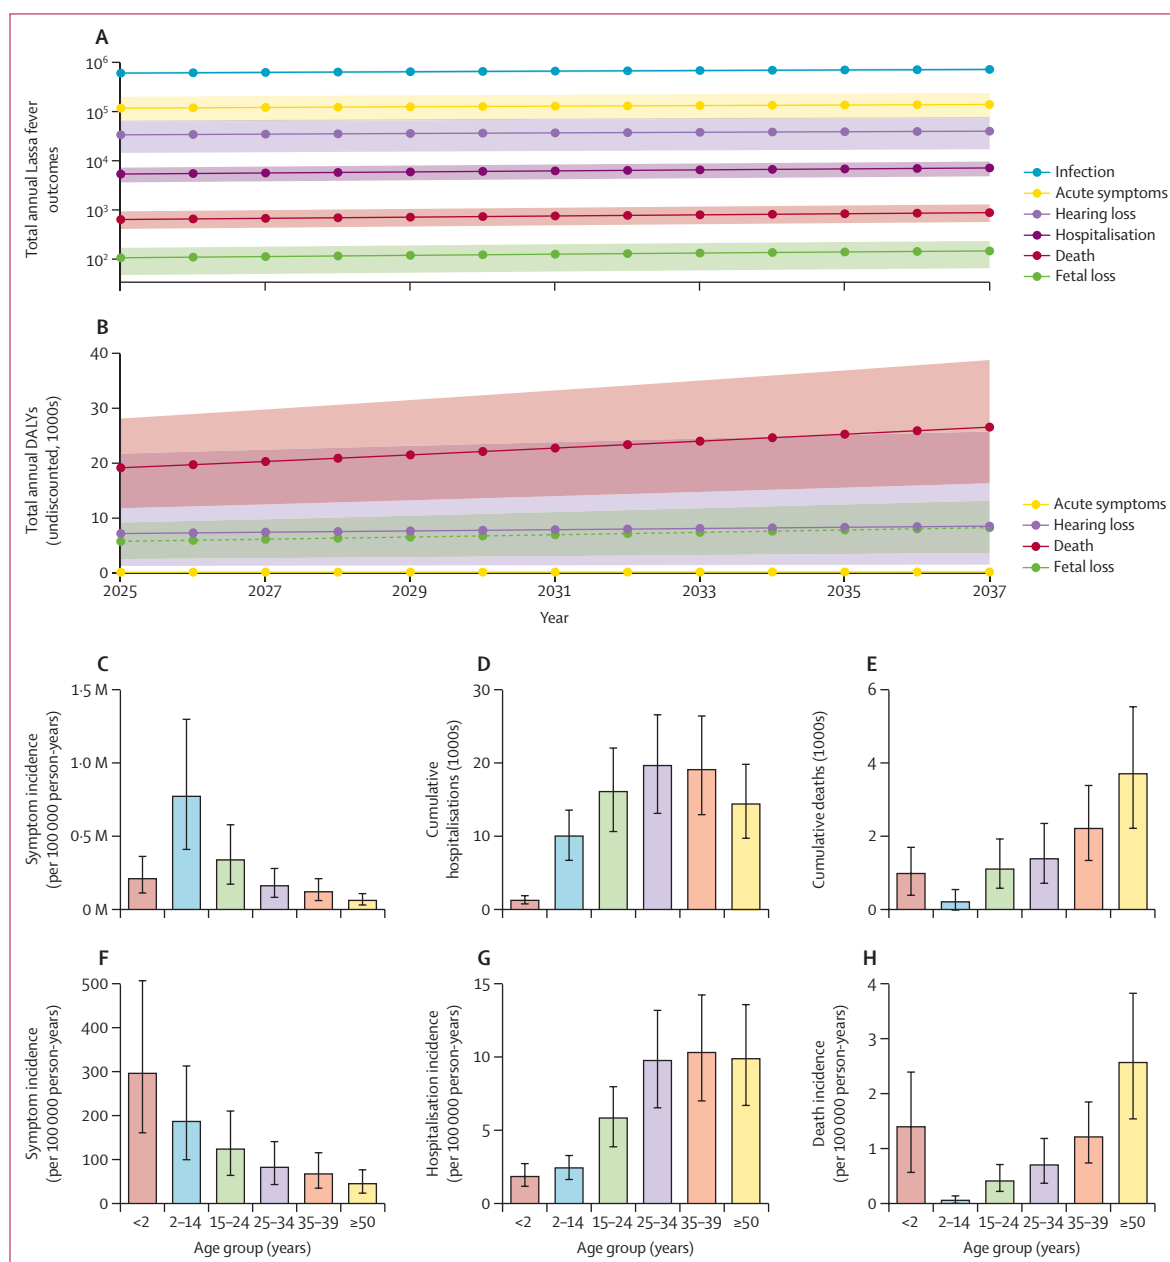 A
Total annual Lassa fever
outcomes
10⁶
10⁵
10⁴
10³
10²
Infection
Acute symptoms
Hearing loss
Hospitalisation
Death
Fetal loss
B
Total annual DALYs
(undiscounted, 1000s)
40
30
20
10
0
2025 2027 2029 2031 2033 2035 2037
Year
Acute symptoms
Hearing loss
Death
Fetal loss
C
Symptom incidence
(per 100 000 person-years)
1·5 M
1·0 M
0·5 M
0 M
D
Cumulative
hospitalisations (1000s)
30
20
10
0
E
Cumulative deaths (1000s)
6
4
2
0
F
Symptom incidence
(per 100 000 person-years)
500
400
300
200
100
0
<2 2–14 15–24 25–34 35–39 ≥50
Age group (years)
G
Hospitalisation incidence
(per 100 000 person-years)
15
10
5
0
<2 2–14 15–24 25–34 35–39 ≥50
Age group (years)
H
Death incidence
(per 100 000 person-years)
4
3
2
1
0
<2 2–14 15–24 25–34 35–39 ≥50
Age group (years)